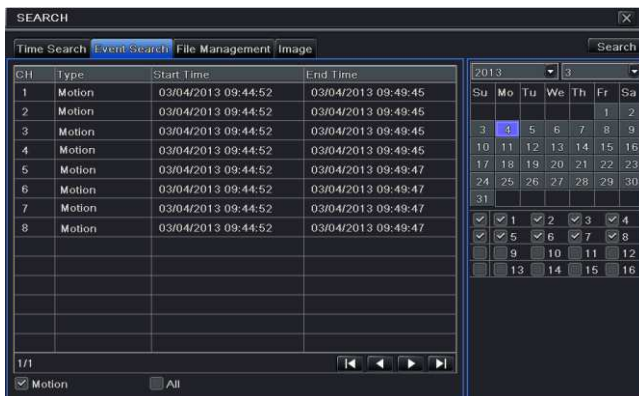 SEARCH
Time Search Event Search File Management Image
Search
CH Type Start Time End Time
1 Motion 03/04/2013 09:44:52 03/04/2013 09:49:45
2 Motion 03/04/2013 09:44:52 03/04/2013 09:49:45
3 Motion 03/04/2013 09:44:52 03/04/2013 09:49:45
4 Motion 03/04/2013 09:44:52 03/04/2013 09:49:45
5 Motion 03/04/2013 09:44:52 03/04/2013 09:49:47
6 Motion 03/04/2013 09:44:52 03/04/2013 09:49:47
7 Motion 03/04/2013 09:44:52 03/04/2013 09:49:47
8 Motion 03/04/2013 09:44:52 03/04/2013 09:49:47
1/1
Motion All
2013 3
Su Mo Tu We Th Fr Sa
1 2
3 4 5 6 7 8 9
10 11 12 13 14 15 16
17 18 19 20 21 22 23
24 25 26 27 28 29 30
31
1 2 3 4
5 6 7 8
9 10 11 12
13 14 15 16